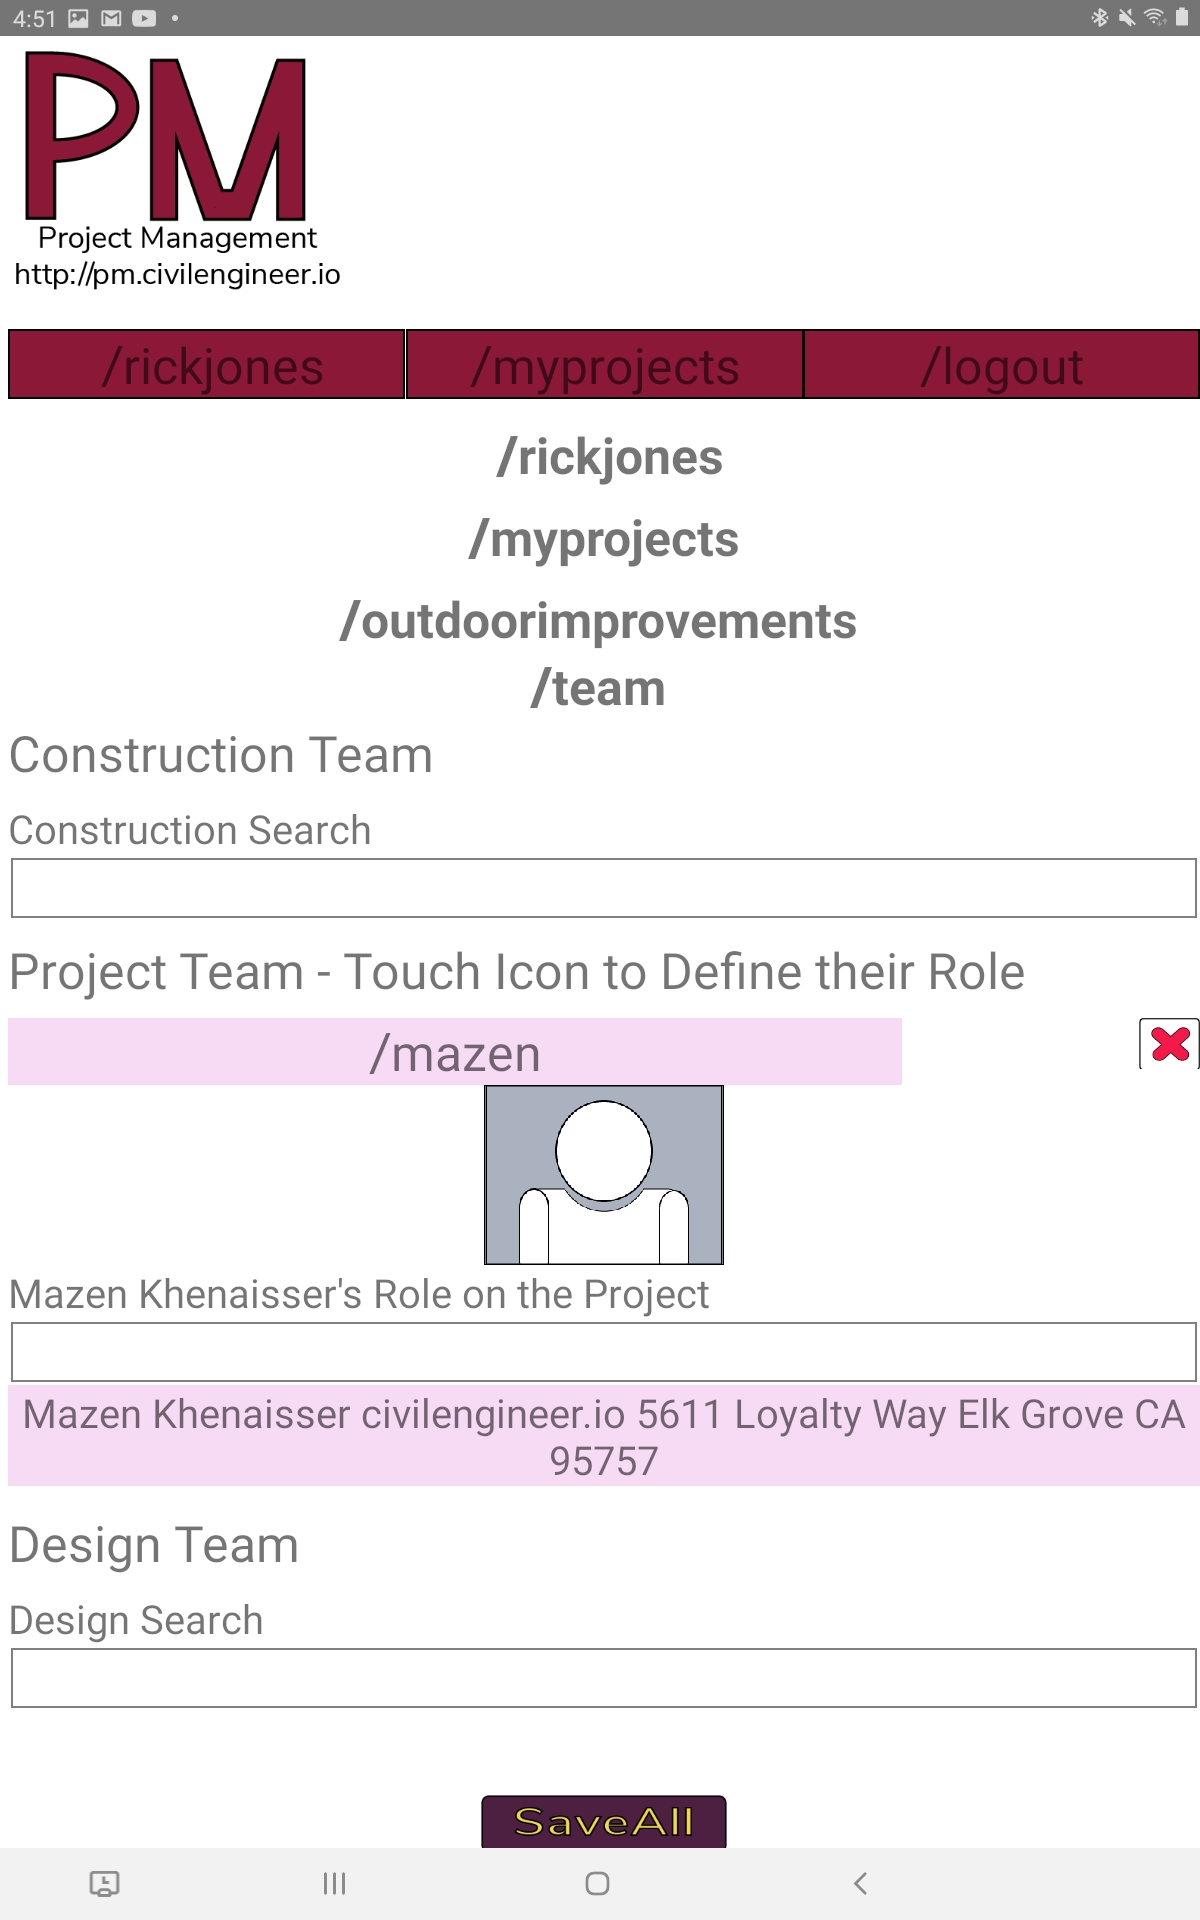 4:51
PM
Project Management
http://pm.civilengineer.io
/rickjones /myprojects /logout
/rickjones
/myprojects
/outdoorimprovements
/team
Construction Team
Construction Search
Project Team - Touch Icon to Define their Role
/mazen
Mazen Khenaisser's Role on the Project
Mazen Khenaisser civilengineer.io 5611 Loyalty Way Elk Grove CA
95757
Design Team
Design Search
SaveAll